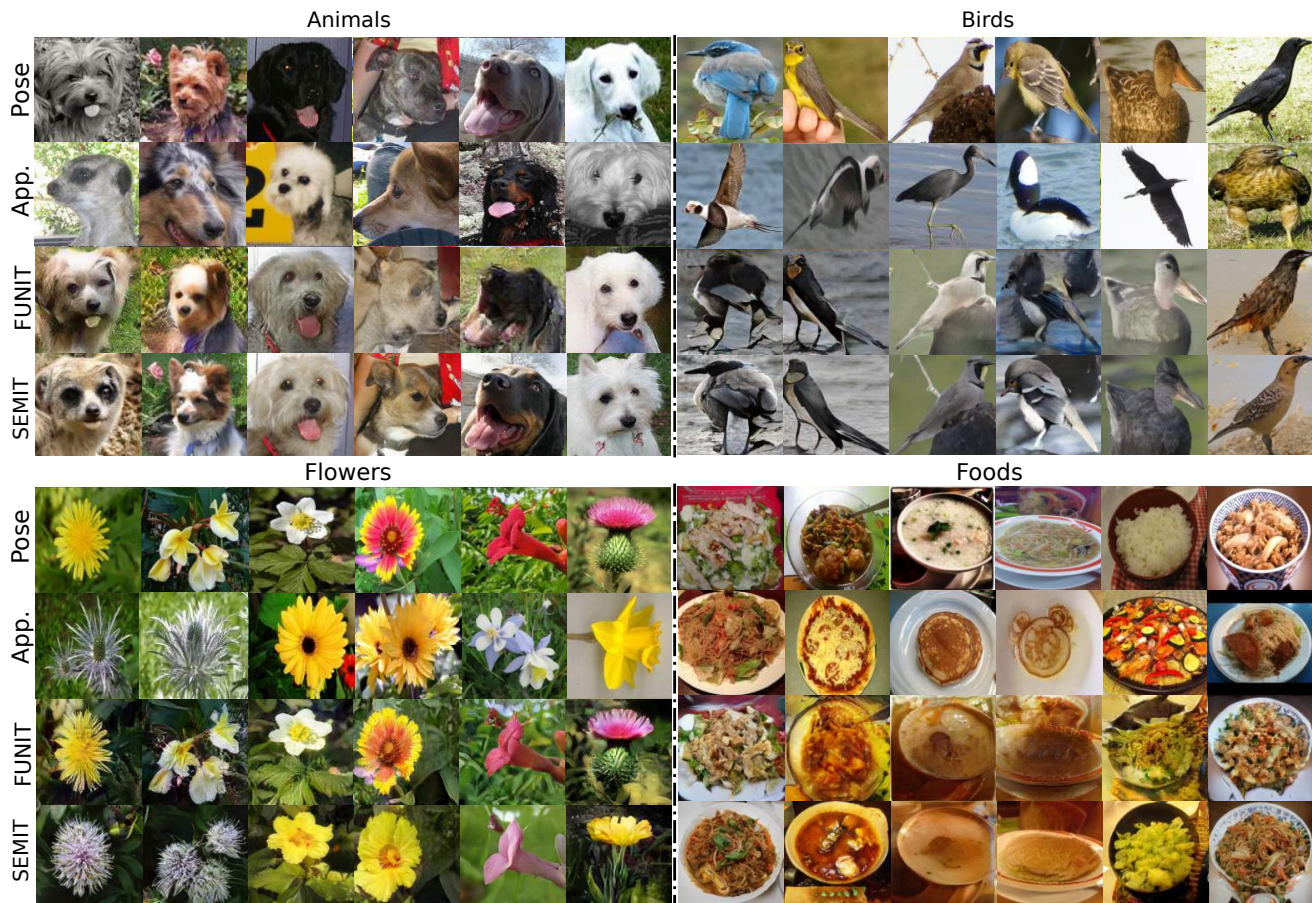 Animals
Birds
Pose
App.
FUNIT
SEMIT
Flowers
Foods
Pose
App.
FUNIT
SEMIT